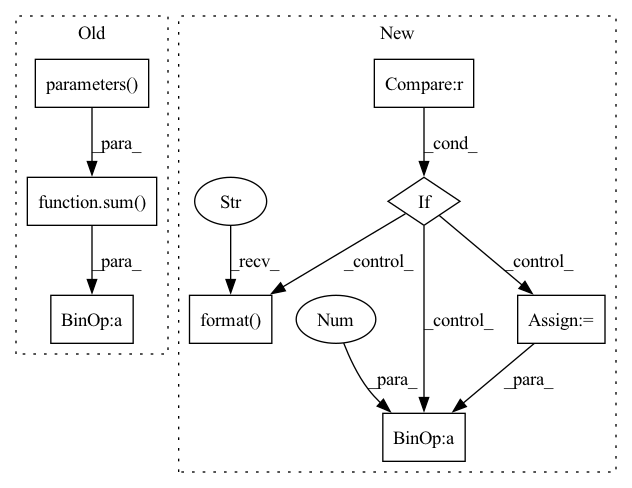 Old
New
parameters()
Compare:r
_para_
_cond_
function.sum()
Str
If
_para_
_recv_
_control_
_control_
_control_
BinOp:a
format()
Num
Assign:=
_para_
_para_
BinOp:a